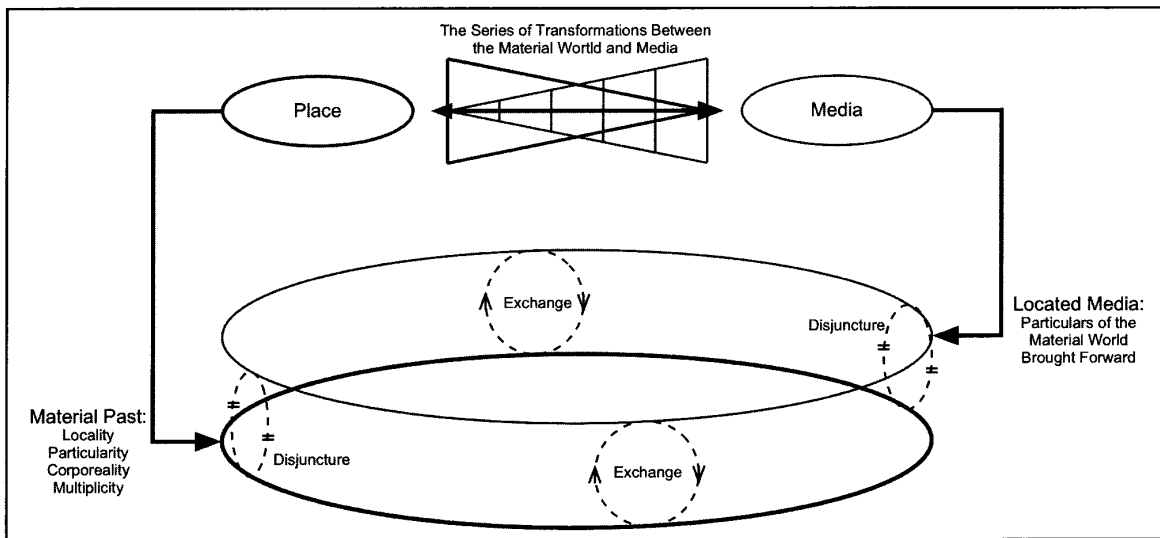 The Series of Transformations Between
the Material Wortld and Media
Place
Media
Exchange
Disjuncture
Located Media:
Particulars of the
Material World
Brought Forward
Material Past:
Locality
Particularity
Corporeality
Multiplicity
Disjuncture
Exchange